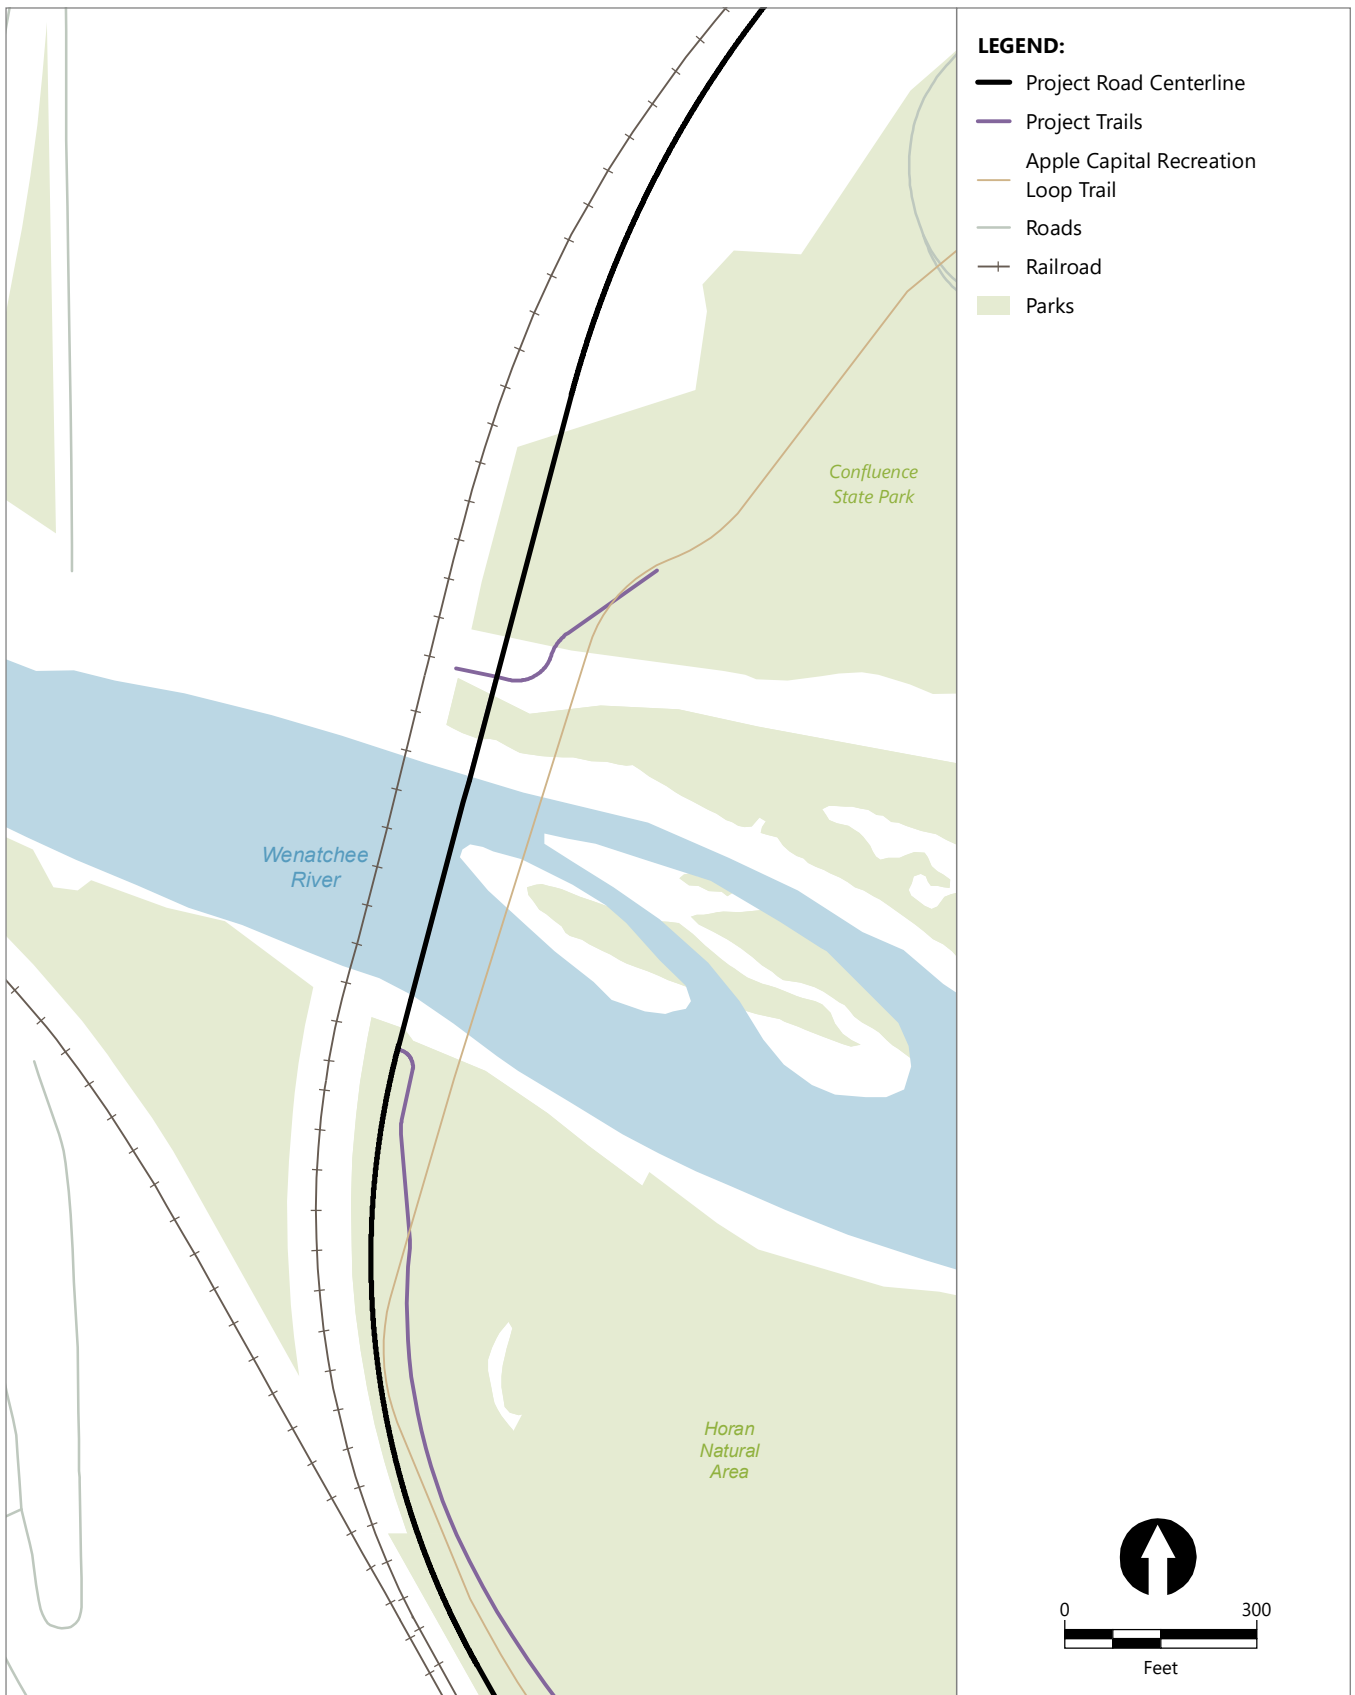 LEGEND:
Project Road Centerline
Project Trails
Apple Capital Recreation
Loop Trail
Roads
Railroad
Parks
Confluence
State Park
Wenatchee
River
Horan
Natural
Area
0 300
Feet